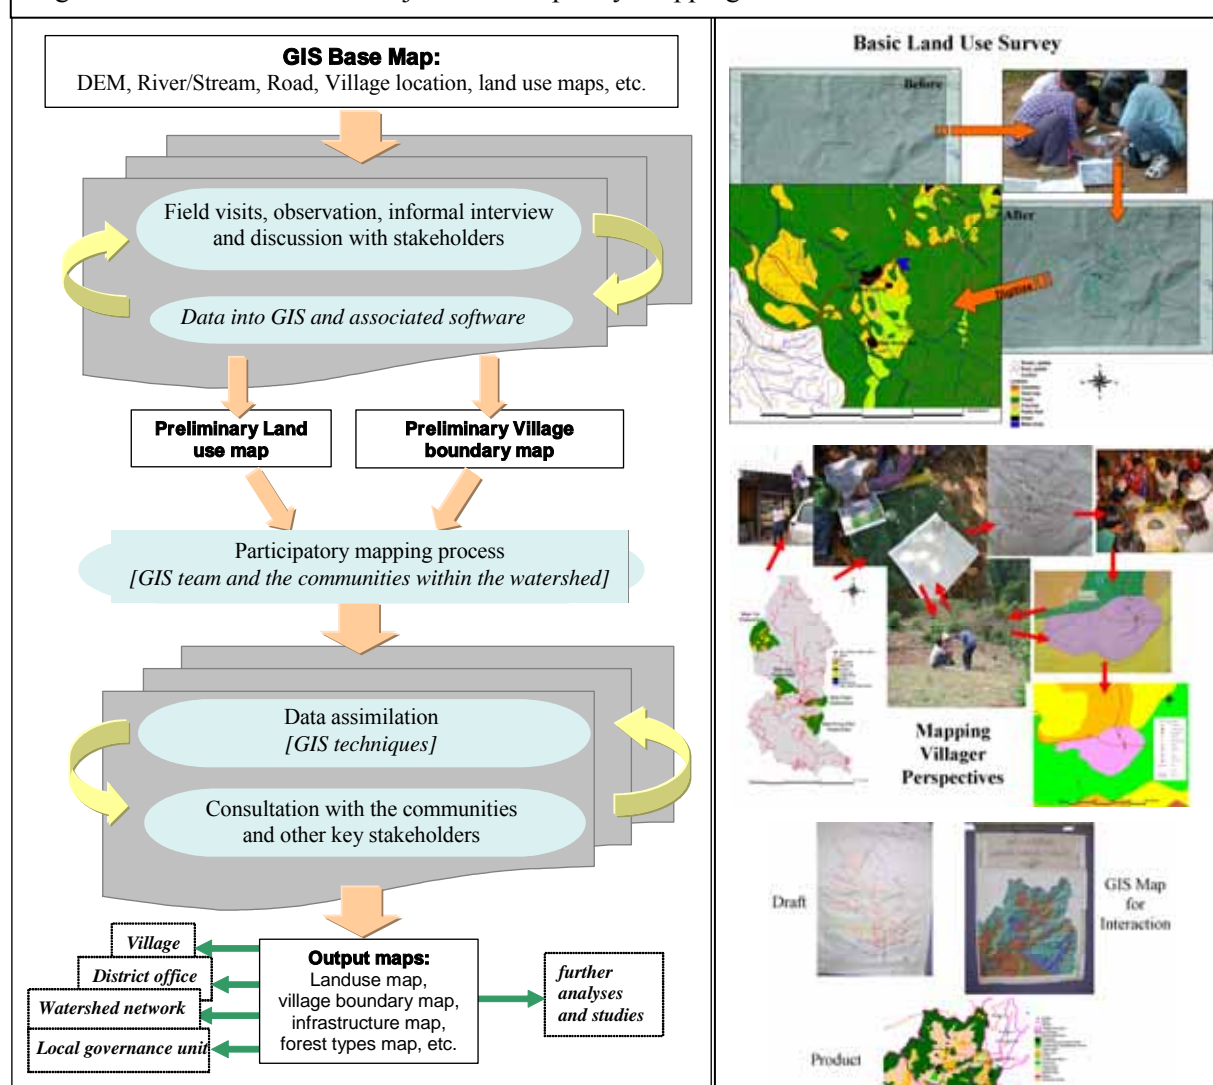 GIS Base Map:
DEM, River/Stream, Road, Village location, land use maps, etc.
Field visits, observation, informal interview
and discussion with stakeholders
Data into GIS and associated software
Preliminary Land
use map
Preliminary Village
boundary map
Participatory mapping process
[GIS team and the communities within the watershed]
Data assimilation
[GIS techniques]
Consultation with the communities
and other key stakeholders
Village
District office
Watershed network
Local governance unit
Output maps:
Landuse map,
village boundary map,
infrastructure map,
forest types map, etc.
further
analyses
and studies
Basic Land Use Survey
Before
After
Digitize
Mapping
Villager
Perspectives
Draft
GIS Map
for
Interaction
Product